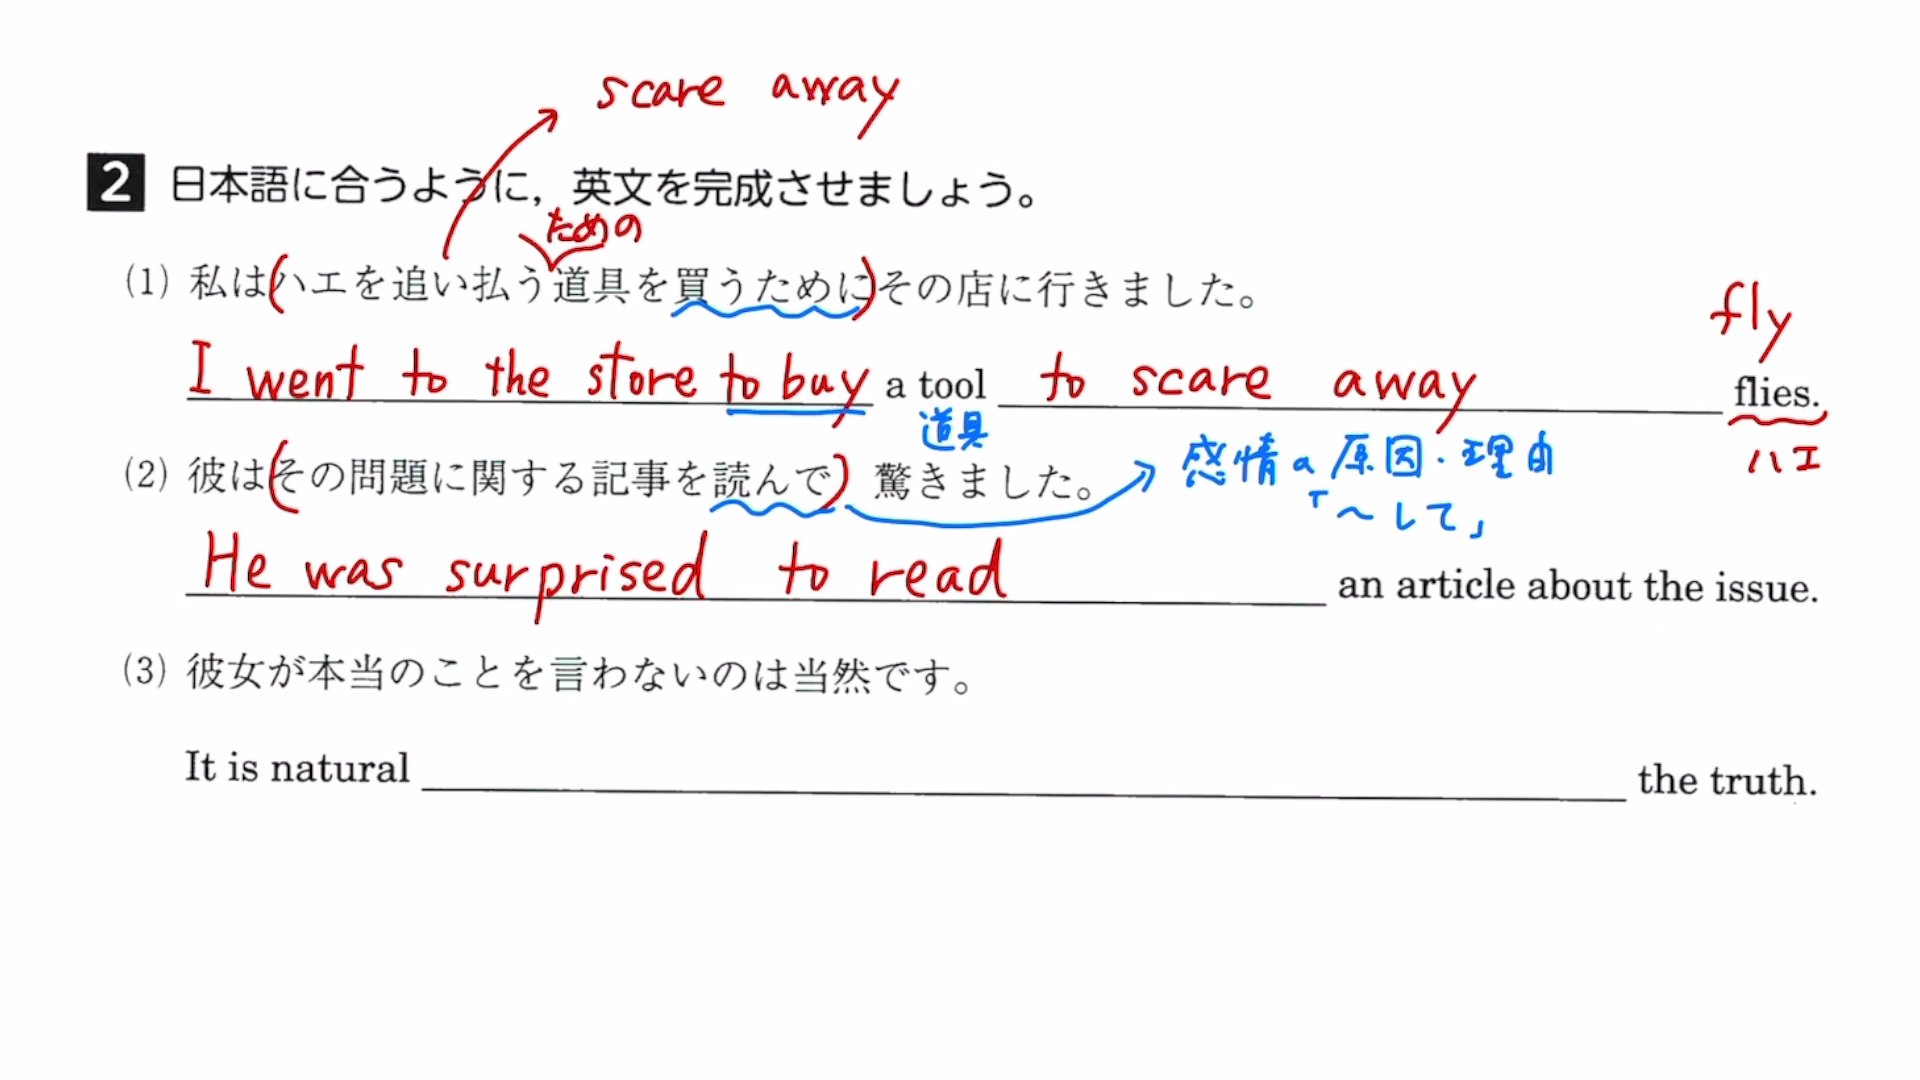 scare away
2 日本語に合うように，英文を完成させましょう。
ための
(1) 私は(ハエを追い払う道具を買うために)その店に行きました。
fly
I went to the store to buy a tool to scare away flies.
道具
ハエ
(2) 彼は(その問題に関する記事を読んで) 驚きました。
感情の原因・理由
「～して」
He was surprised to read an article about the issue.
(3) 彼女が本当のことを言わないのは当然です。
It is natural the truth.